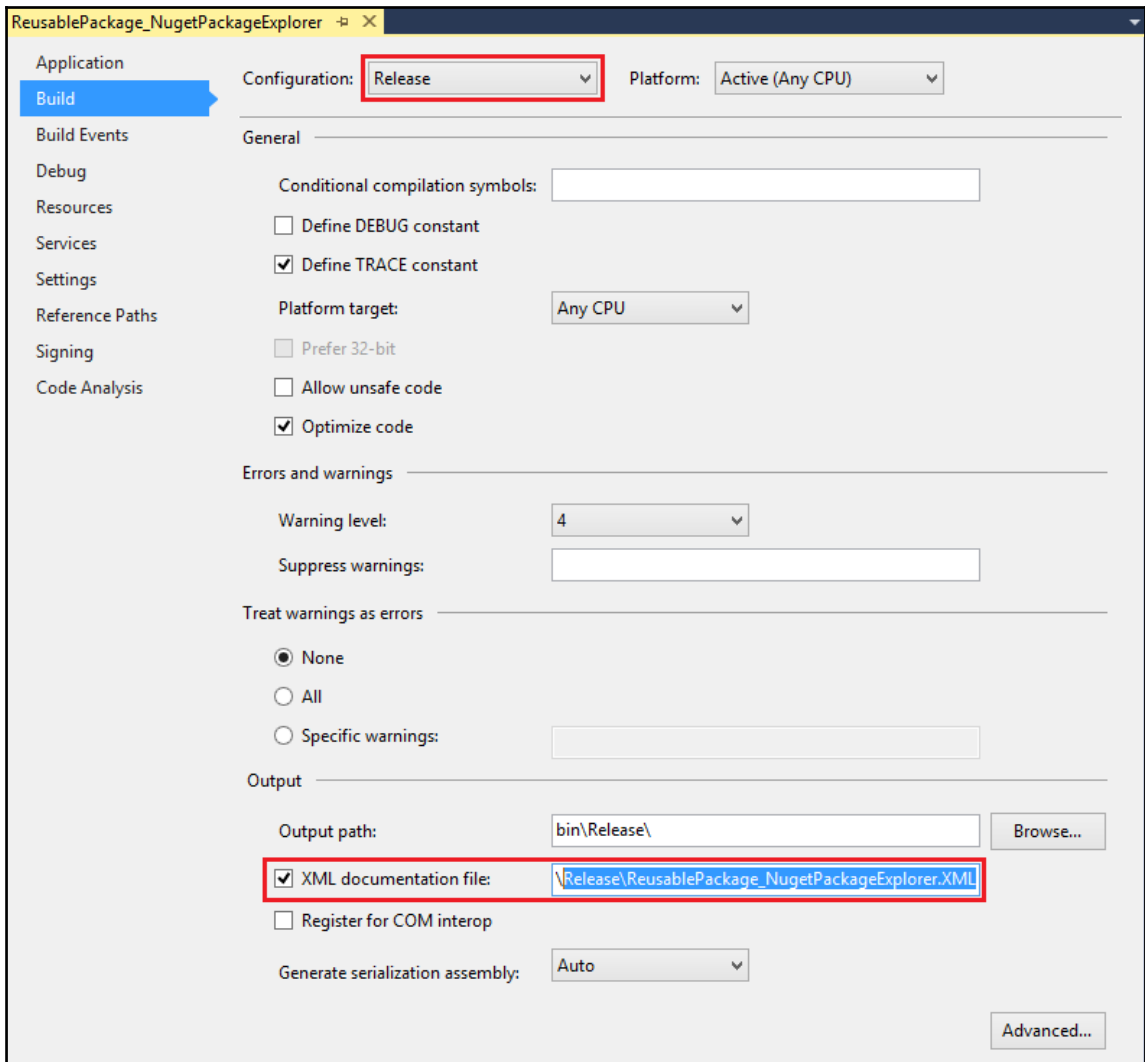 ReusablePackage_NugetPackageExplorer
Application
Build
Build Events
Debug
Resources
Services
Settings
Reference Paths
Signing
Code Analysis
Configuration: Release Platform: Active (Any CPU)
General
Conditional compilation symbols:
Define DEBUG constant
Define TRACE constant
Platform target: Any CPU
Prefer 32-bit
Allow unsafe code
Optimize code
Errors and warnings
Warning level: 4
Suppress warnings:
Treat warnings as errors
None
All
Specific warnings:
Output
Output path: bin\Release\ Browse...
XML documentation file: \Release\ReusablePackage_NugetPackageExplorer.XML
Register for COM interop
Generate serialization assembly: Auto
Advanced...